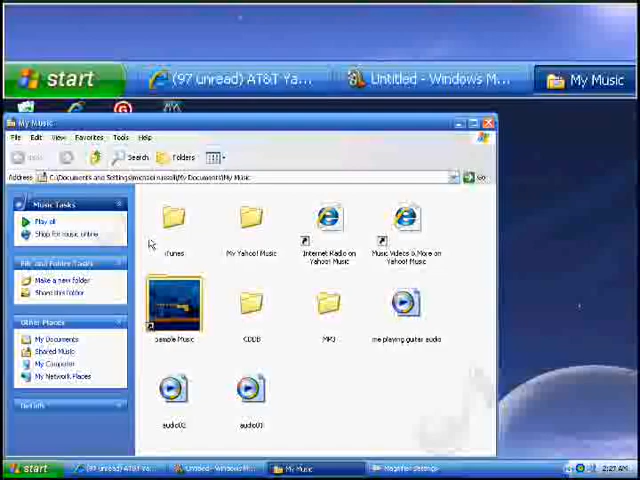 start (97 unread) AT&T Ya... Untitled - Windows M... My Music
My Music
File Edit View Favorites Tools Help
Back Search Folders
Address C:\Documents and Settings\michael russell\My Documents\My Music Go
Music Tasks
Play all
Shop for music online
File and Folder Tasks
Make a new folder
Share this folder
Other Places
My Documents
Shared Music
My Computer
My Network Places
Details
iTunes My Yahoo! Music Internet Radio on Yahoo! Music Music Videos & More on Yahoo! Music
Sample Music CDDB MP3 me playing guitar audio
audio02 audio01
start (97 unread) AT&T Ya... Untitled - Windows M... My Music Magnifier Settings 2:27 AM